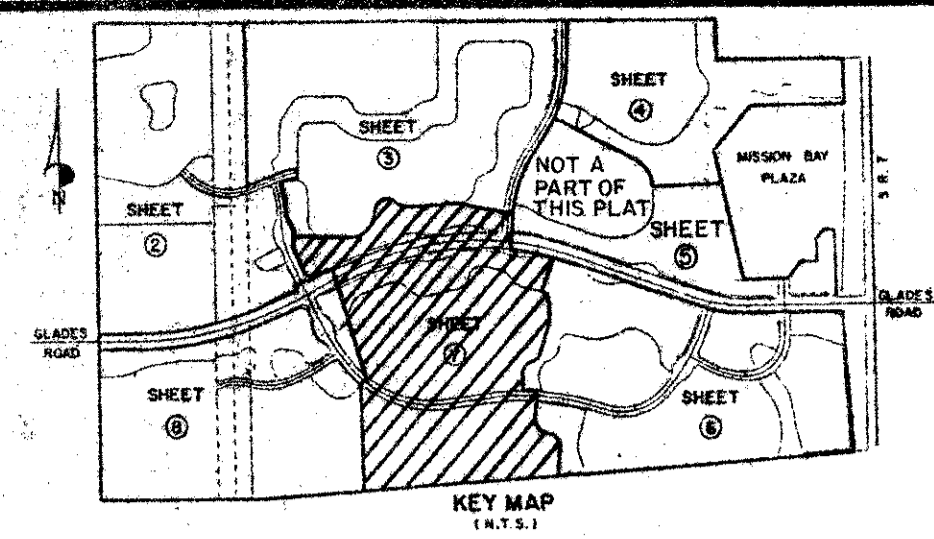 SHEET
④
SHEET
③
MISSION BAY
PLAZA
NOT A
PART OF
THIS PLAT
N
SHEET
②
SHEET
⑤
GLADES
ROAD
GLADES
ROAD
SHEET
⑦
SHEET
⑧
SHEET
⑥
KEY MAP
(N.T.S.)